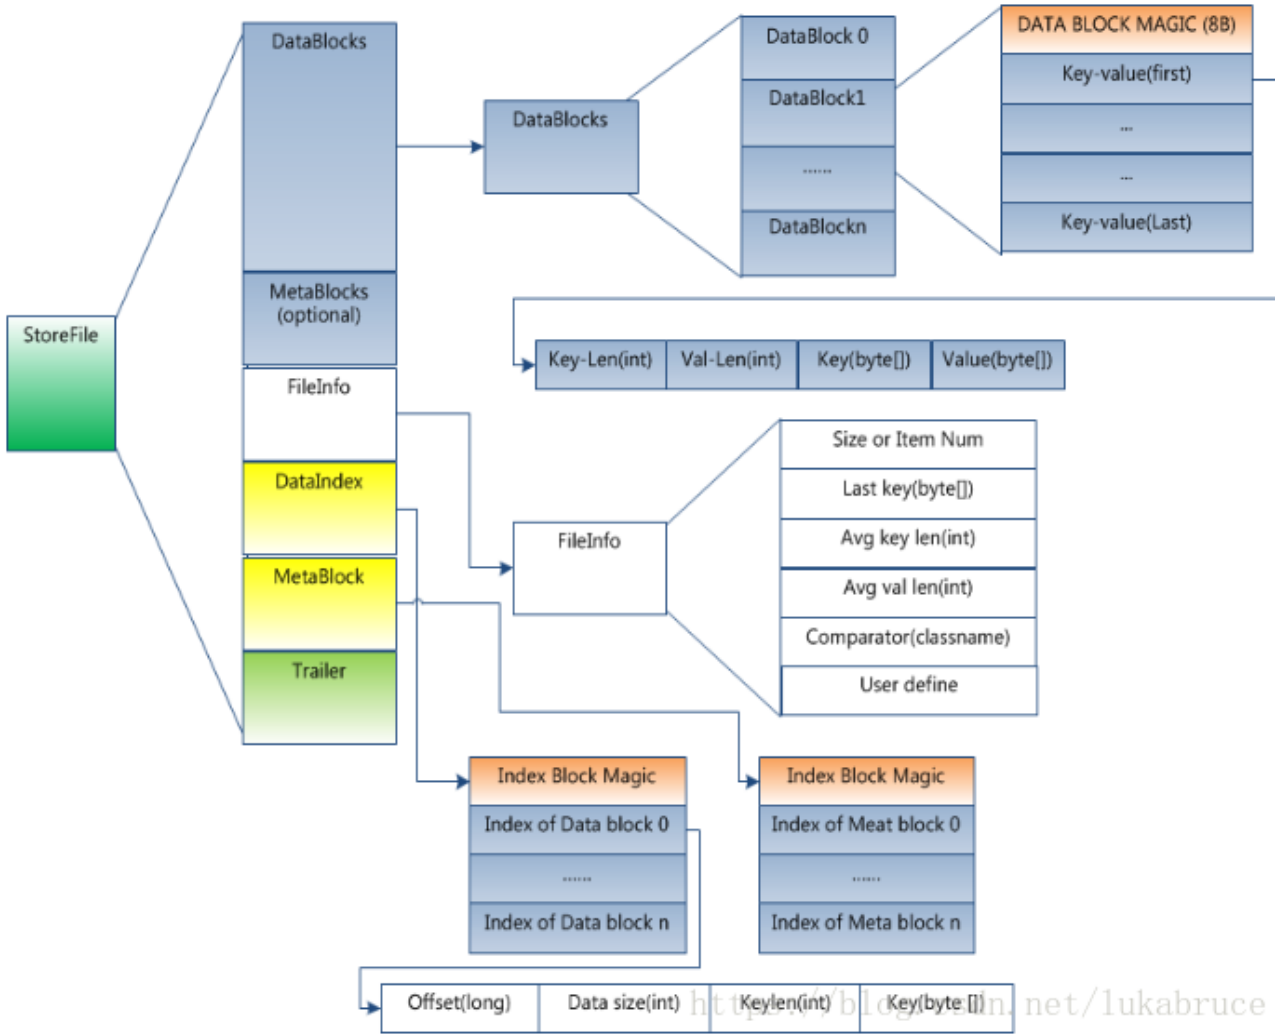 DataBlocks
MetaBlocks
(optional)
StoreFile
FileInfo
DataIndex
MetaBlock
Trailer
DataBlocks
DataBlock 0
DataBlock1
......
DataBlockn
DATA BLOCK MAGIC (8B)
Key-value(first)
...
...
Key-value(Last)
Key-Len(int) Val-Len(int) Key(byte[]) Value(byte[])
FileInfo
Size or Item Num
Last key(byte[])
Avg key len(int)
Avg val len(int)
Comparator(classname)
User define
Index Block Magic
Index of Data block 0
......
Index of Data block n
Index Block Magic
Index of Meat block 0
......
Index of Meta block n
Offset(long) Data size(int) Keylen(int) Key(byte [])
https://blog.csdn.net/lukabruce